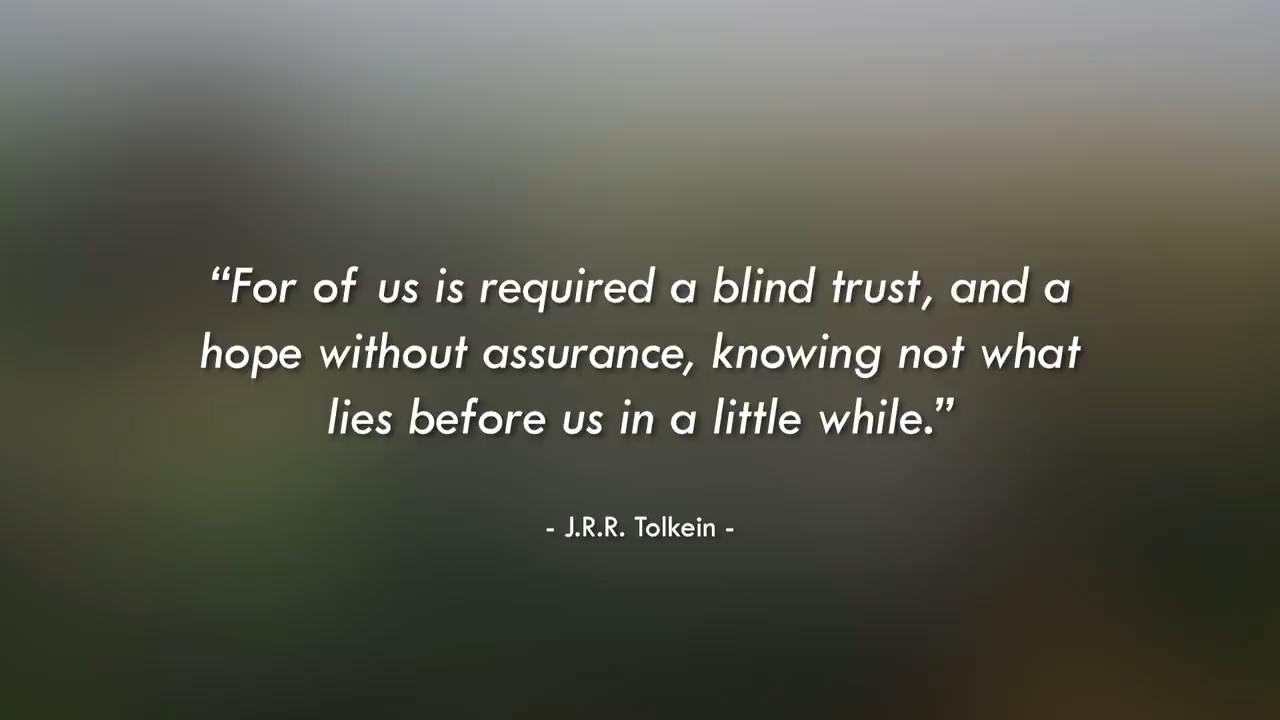 “For of us is required a blind trust, and a
hope without assurance, knowing not what
lies before us in a little while.”
- J.R.R. Tolkein -